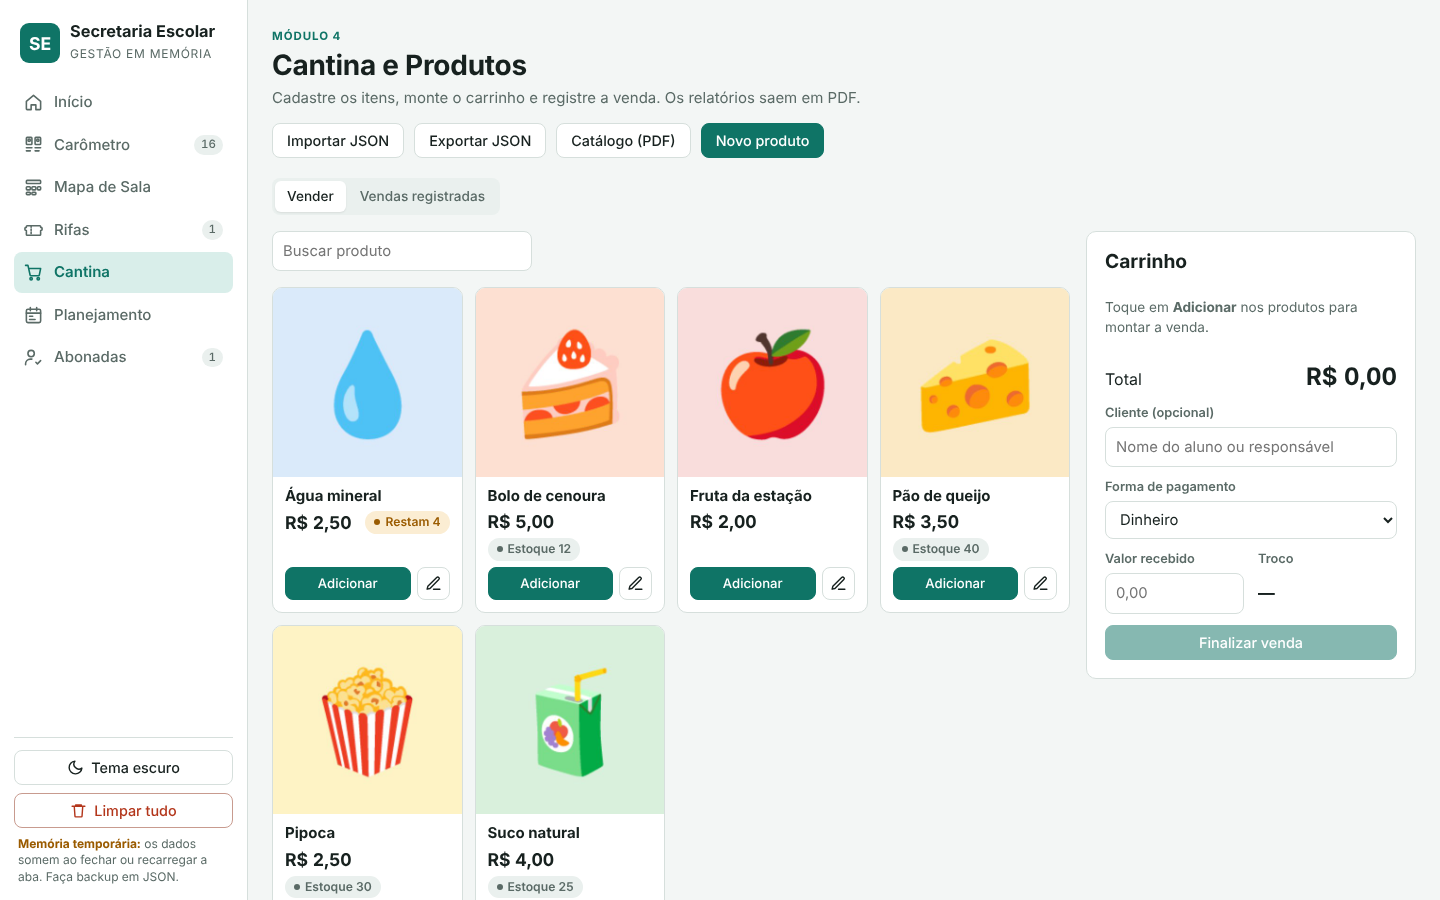 SE
Secretaria Escolar
GESTÃO EM MEMÓRIA
Início
Carômetro 16
Mapa de Sala
Rifas 1
Cantina
Planejamento
Abonadas 1
Tema escuro
Limpar tudo
Memória temporária: os dados
somem ao fechar ou recarregar a
aba. Faça backup em JSON.
MÓDULO 4
Cantina e Produtos
Cadastre os itens, monte o carrinho e registre a venda. Os relatórios saem em PDF.
Importar JSON Exportar JSON Catálogo (PDF) Novo produto
Vender Vendas registradas
Buscar produto
Água mineral
R$ 2,50 Restam 4
Adicionar
Bolo de cenoura
R$ 5,00
Estoque 12
Adicionar
Fruta da estação
R$ 2,00
Adicionar
Pão de queijo
R$ 3,50
Estoque 40
Adicionar
Pipoca
R$ 2,50
Estoque 30
Suco natural
R$ 4,00
Estoque 25
Carrinho
Toque em Adicionar nos produtos para
montar a venda.
Total R$ 0,00
Cliente (opcional)
Nome do aluno ou responsável
Forma de pagamento
Dinheiro
Valor recebido Troco
0,00 —
Finalizar venda